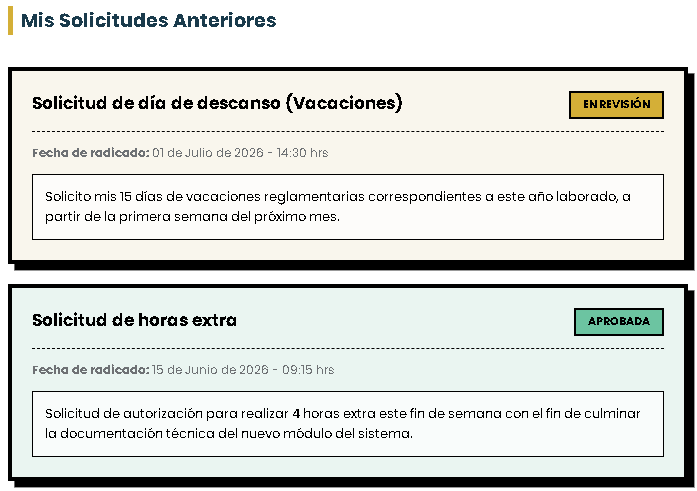 Mis Solicitudes Anteriores
Solicitud de día de descanso (Vacaciones)
EN REVISIÓN
Fecha de radicado: 01 de Julio de 2026 - 14:30 hrs
Solicito mis 15 días de vacaciones reglamentarias correspondientes a este año laborado, a
partir de la primera semana del próximo mes.
Solicitud de horas extra
APROBADA
Fecha de radicado: 15 de Junio de 2026 - 09:15 hrs
Solicitud de autorización para realizar 4 horas extra este fin de semana con el fin de culminar
la documentación técnica del nuevo módulo del sistema.